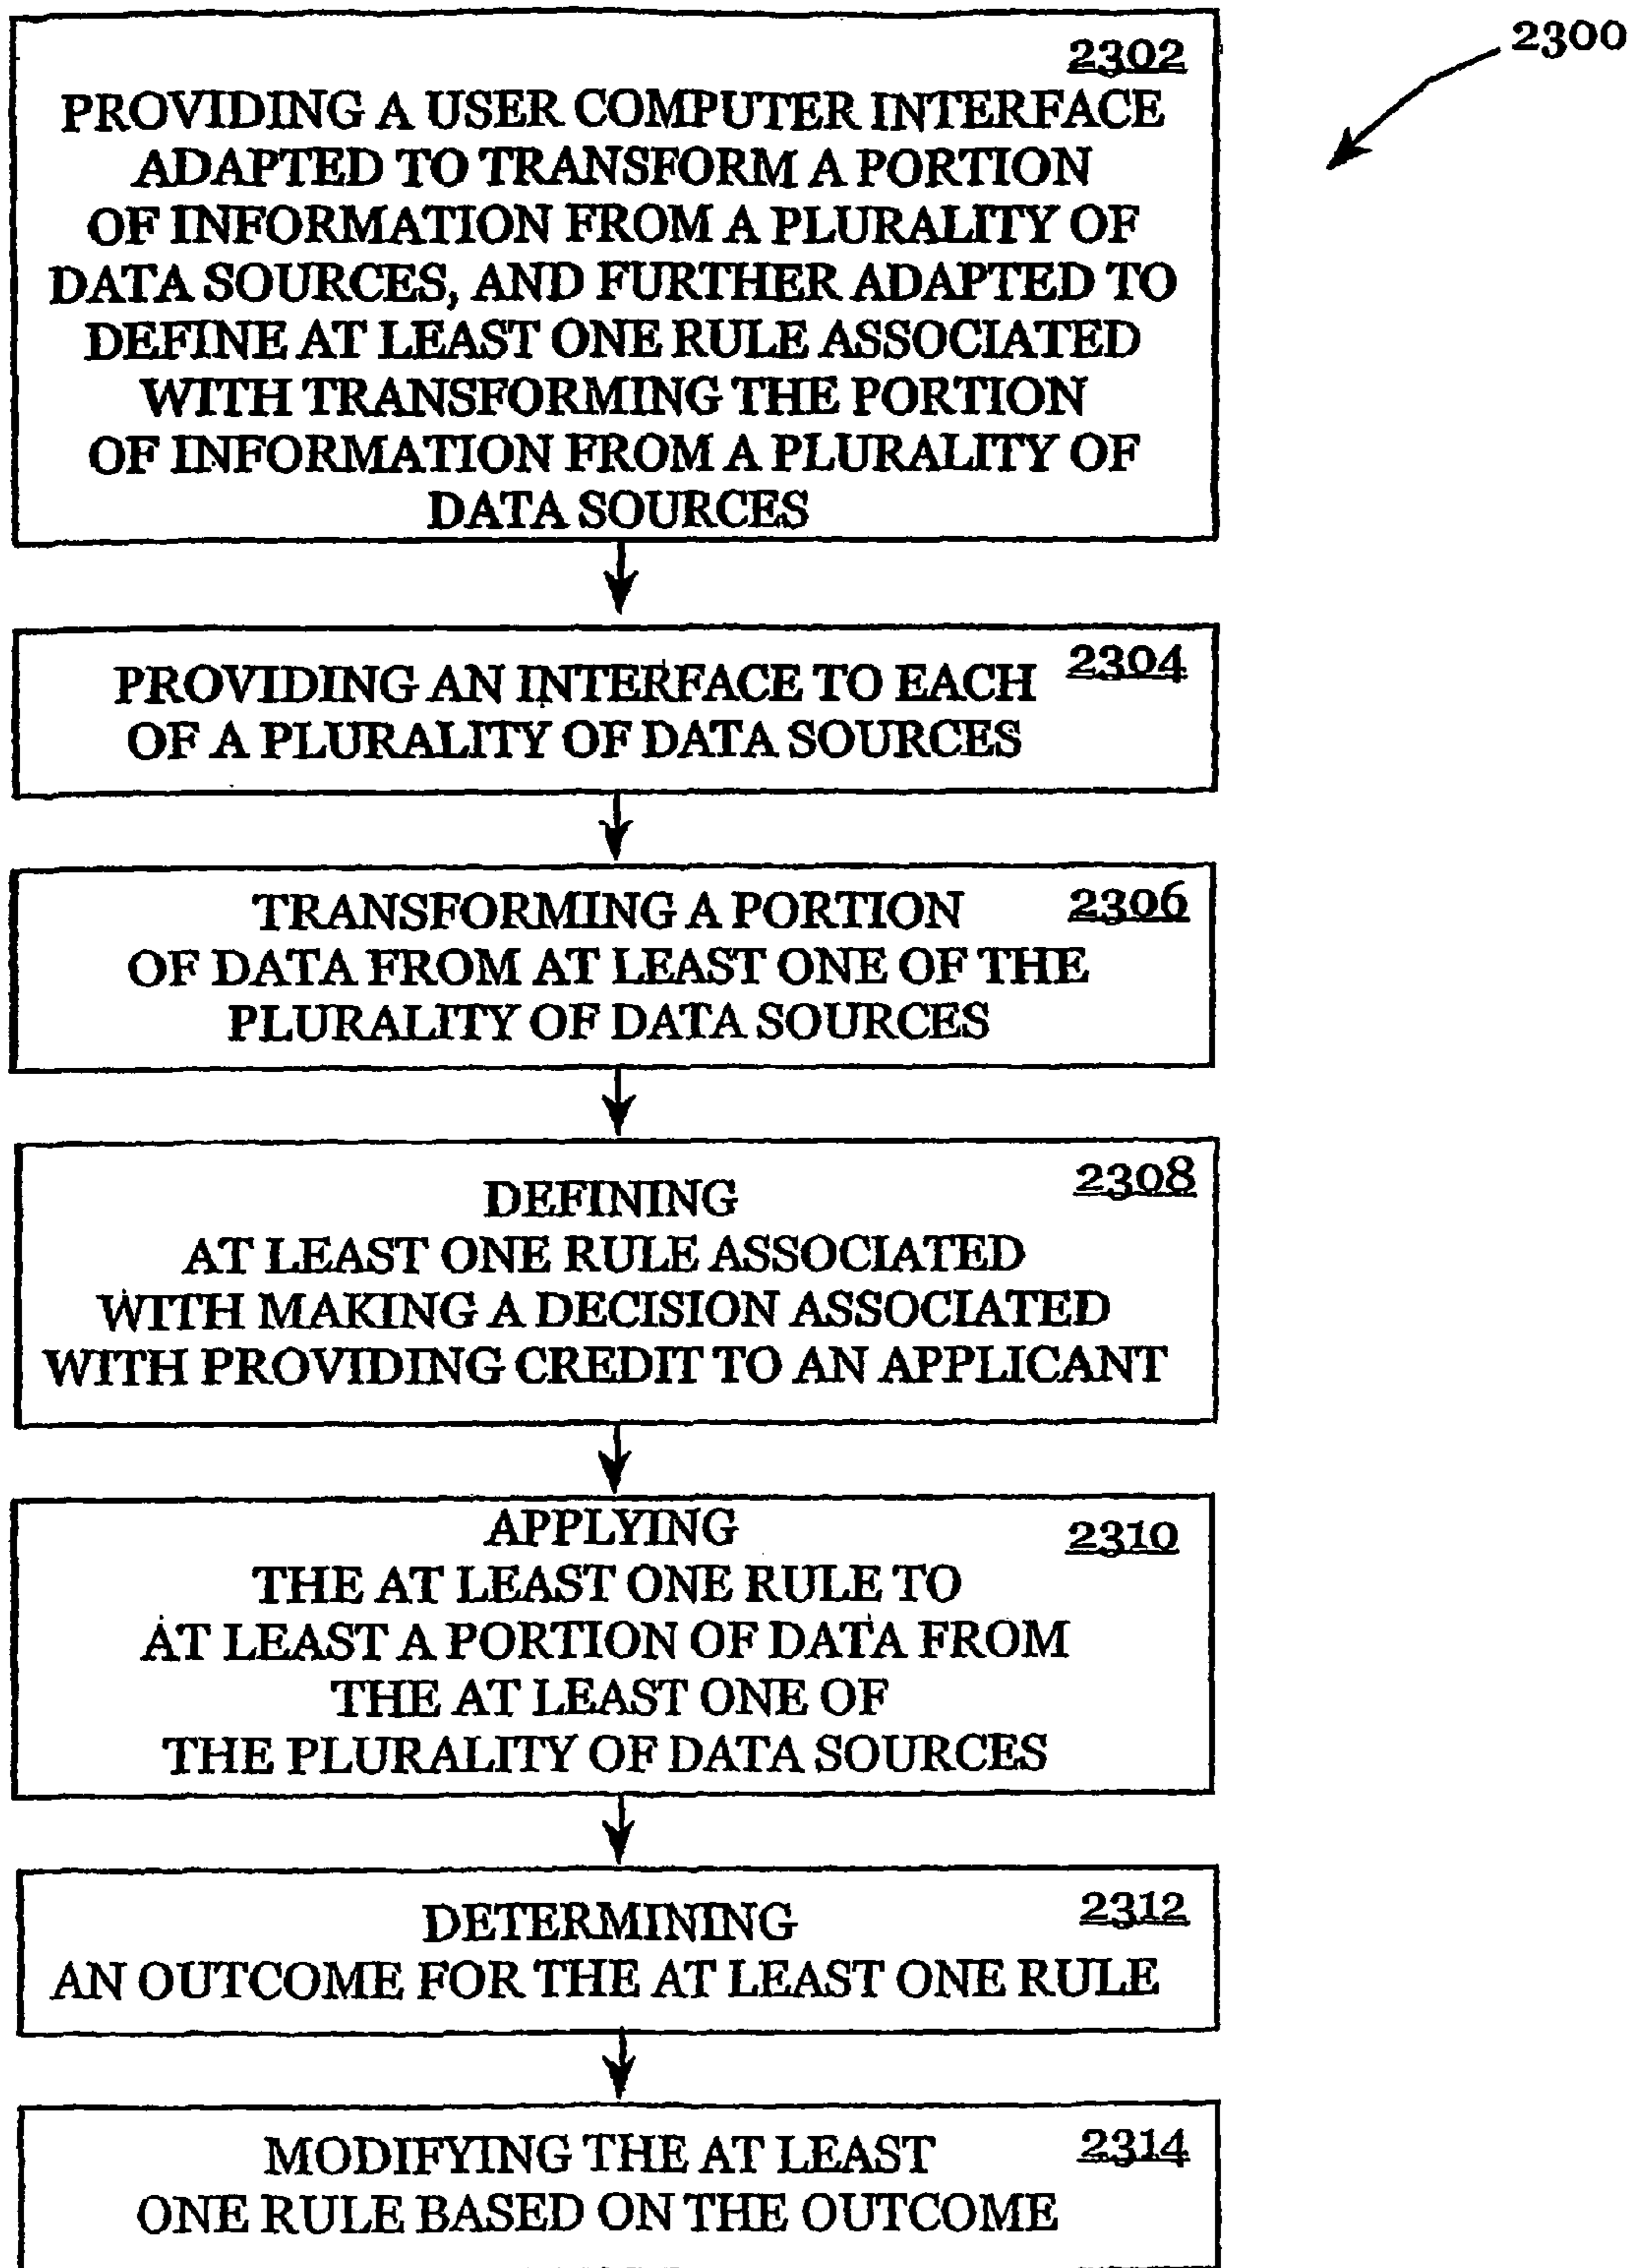 2300
2302
PROVIDING A USER COMPUTER INTERFACE
ADAPTED TO TRANSFORM A PORTION
OF INFORMATION FROM A PLURALITY OF
DATA SOURCES, AND FURTHER ADAPTED TO
DEFINE AT LEAST ONE RULE ASSOCIATED
WITH TRANSFORMING THE PORTION
OF INFORMATION FROM A PLURALITY OF
DATA SOURCES
2304
PROVIDING AN INTERFACE TO EACH
OF A PLURALITY OF DATA SOURCES
2306
TRANSFORMING A PORTION
OF DATA FROM AT LEAST ONE OF THE
PLURALITY OF DATA SOURCES
2308
DEFINING
AT LEAST ONE RULE ASSOCIATED
WITH MAKING A DECISION ASSOCIATED
WITH PROVIDING CREDIT TO AN APPLICANT
2310
APPLYING
THE AT LEAST ONE RULE TO
AT LEAST A PORTION OF DATA FROM
THE AT LEAST ONE OF
THE PLURALITY OF DATA SOURCES
2312
DETERMINING
AN OUTCOME FOR THE AT LEAST ONE RULE
2314
MODIFYING THE AT LEAST
ONE RULE BASED ON THE OUTCOME